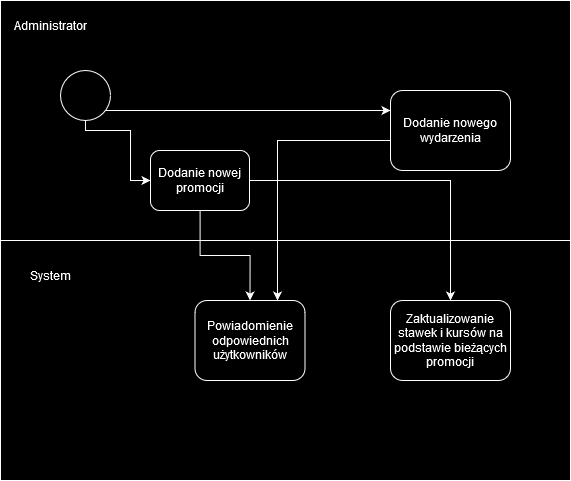 Administrator
Dodanie nowego
wydarzenia
Dodanie nowej
promocji
System
Powiadomienie
odpowiednich
użytkowników
Zaktualizowanie
stawek i kursów na
podstawie bieżących
promocji